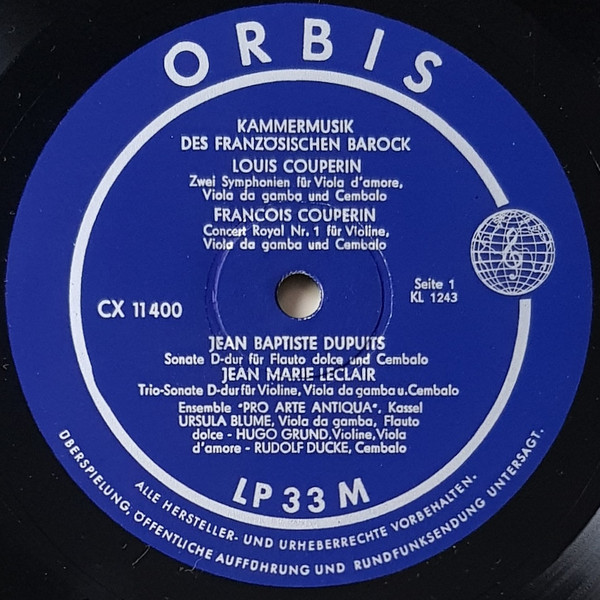 ORBIS
KAMMERMUSIK
DES FRANZÖSISCHEN BAROCK
LOUIS COUPERIN
Zwei Symphonien für Viola d'amore,
Viola da gamba und Cembalo
FRANCOIS COUPERIN
Concert Royal Nr. 1 für Violine,
Viola da gamba und Cembalo
Seite 1
KL 1243
CX 11400
JEAN BAPTISTE DUPUITS
Sonate D-dur für Flauto dolce und Cembalo
JEAN MARIE LECLAIR
Trio-Sonate D-dur für Violine, Viola da gamba u. Cembalo
Ensemble "PRO ARTE ANTIQUA", Kassel
URSULA BLUME, Viola da gamba, Flauto
dolce - HUGO GRUND, Violine, Viola
d'amore - RUDOLF DUCKE, Cembalo
LP 33 M
ALLE HERSTELLER- UND URHEBERRECHTE VORBEHALTEN.
ÜBERSPIELUNG, ÖFFENTLICHE AUFFÜHRUNG UND RUNDFUNKSENDUNG UNTERSAGT.